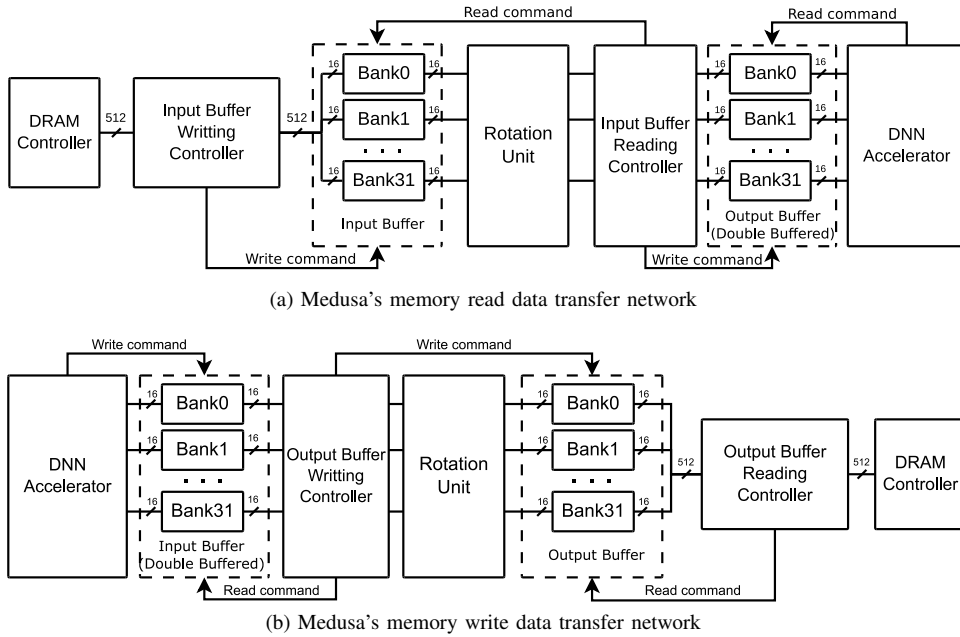 Read command
Read command
16 Bank0 16
16 Bank0 16
DRAM
Controller
512
Input Buffer
Writting
Controller
512
16 Bank1 16
Rotation
Unit
Input Buffer
Reading
Controller
16 Bank1 16
DNN
Accelerator
. . .
. . .
16 Bank31 16
16 Bank31 16
Input Buffer
Output Buffer
(Double Buffered)
Write command
Write command
(a) Medusa's memory read data transfer network
Write command
Write command
16 Bank0 16
16 Bank0 16
DNN
Accelerator
16 Bank1 16
Output Buffer
Writting
Controller
Rotation
Unit
16 Bank1 16
512
Output Buffer
Reading
Controller
512
DRAM
Controller
. . .
. . .
16 Bank31 16
16 Bank31 16
Input Buffer
(Double Buffered)
Output Buffer
Read command
Read command
(b) Medusa's memory write data transfer network